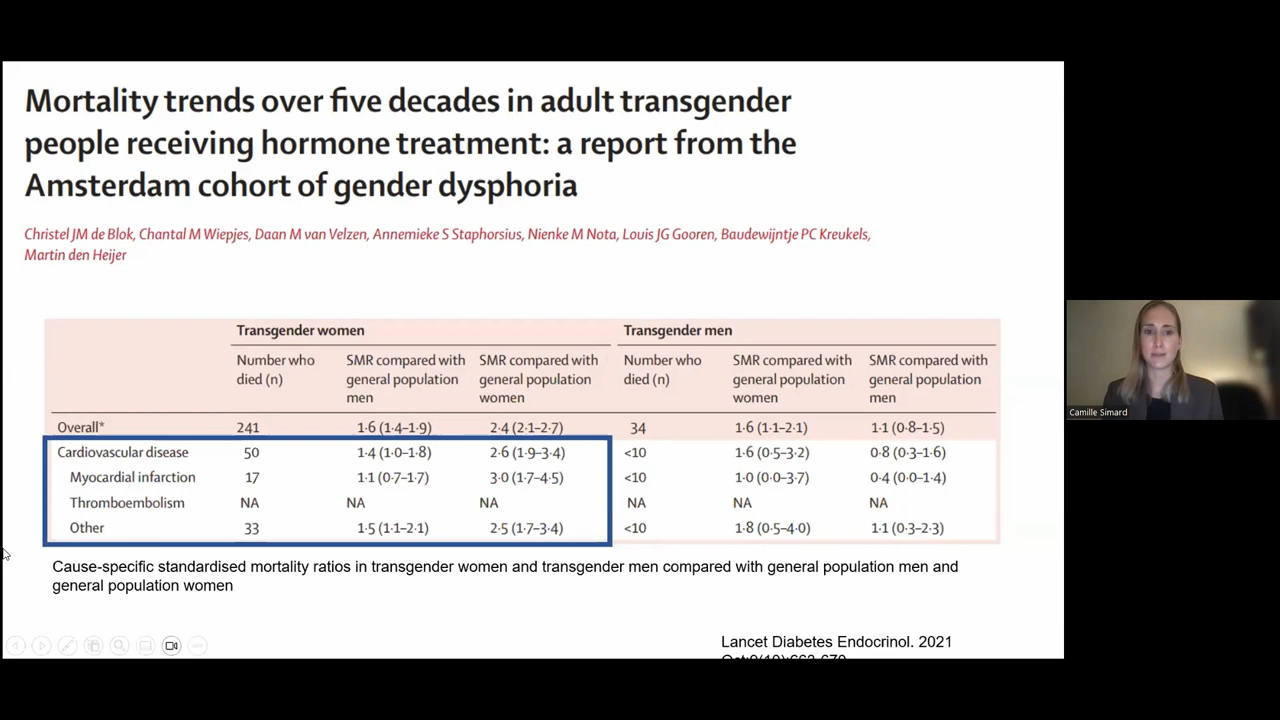 Mortality trends over five decades in adult transgender
people receiving hormone treatment: a report from the
Amsterdam cohort of gender dysphoria
Christel JM de Blok, Chantal M Wiepjes, Daan M van Velzen, Annemieke S Staphorsius, Nienke M Nota, Louis JG Gooren, Baudewijntje PC Kreukels,
Martin den Heijer
Transgender women Transgender men
Number who SMR compared with SMR compared with Number who SMR compared with SMR compared with
died (n) general population general population died (n) general population general population
men women women men
Overall* 241 1·6 (1·4–1·9) 2·4 (2·1–2·7) 34 1·6 (1·1–2·1) 1·1 (0·8–1·5)
Cardiovascular disease 50 1·4 (1·0–1·8) 2·6 (1·9–3·4) <10 1·6 (0·5–3·2) 0·8 (0·3–1·6)
Myocardial infarction 17 1·1 (0·7–1·7) 3·0 (1·7–4·5) <10 1·0 (0·0–3·7) 0·4 (0·0–1·4)
Thromboembolism NA NA NA NA NA NA
Other 33 1·5 (1·1–2·1) 2·5 (1·7–3·4) <10 1·8 (0·5–4·0) 1·1 (0·3–2·3)
Cause-specific standardised mortality ratios in transgender women and transgender men compared with general population men and
general population women
Lancet Diabetes Endocrinol. 2021
Camille Simard